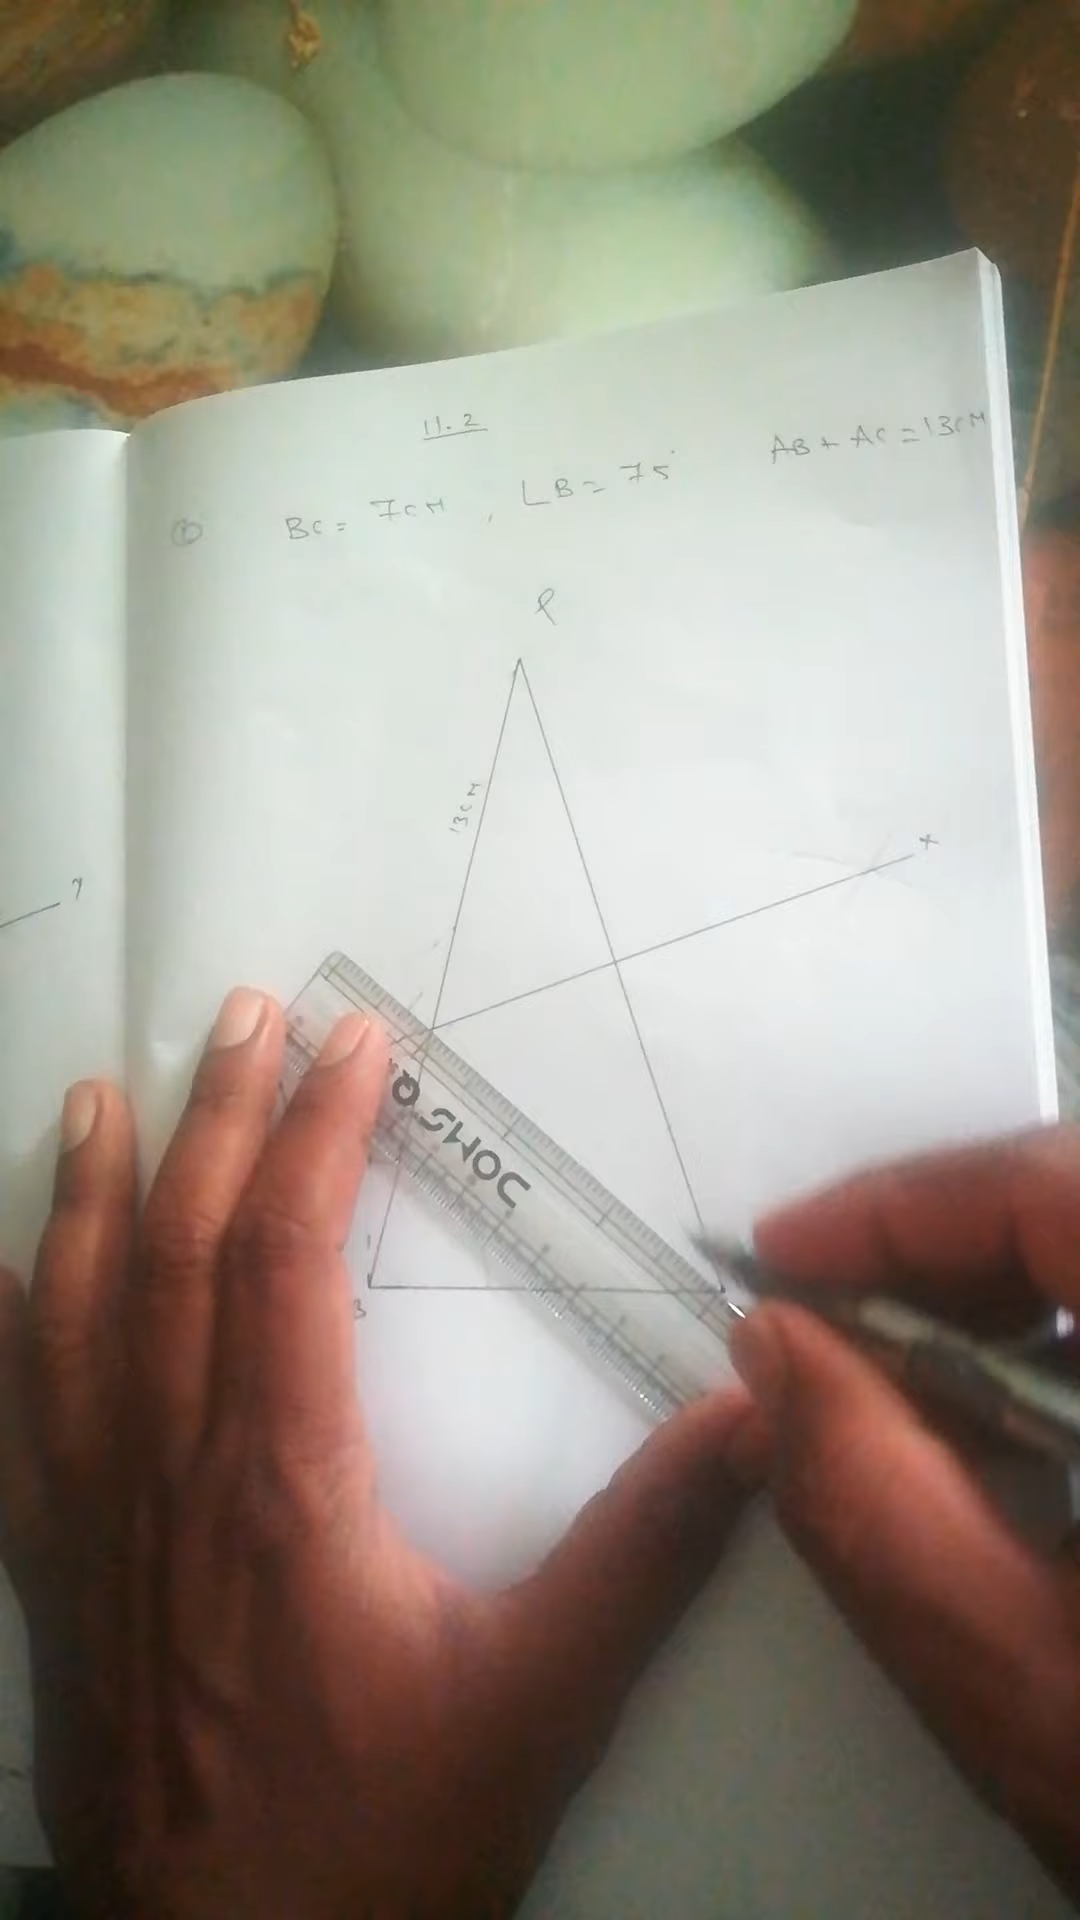 11.2
① BC = 7CM , ∠B = 75° AB + AC = 13CM
P
13CM
X
Y
B
DOMS